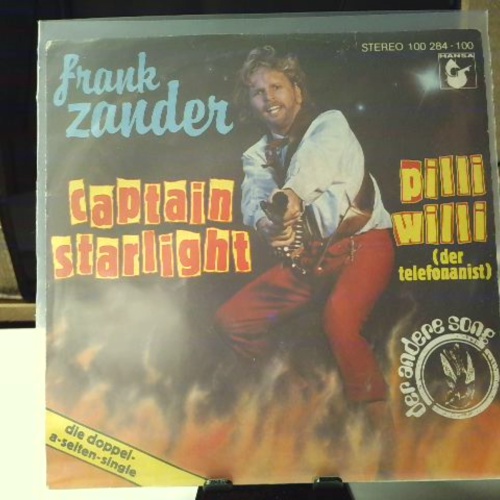 STEREO 100 284-100
HANSA
frank
zander
captain
starlight
Dilli
willi
(der
telefonanist)
der andere song
die doppel-
a-seiten-single